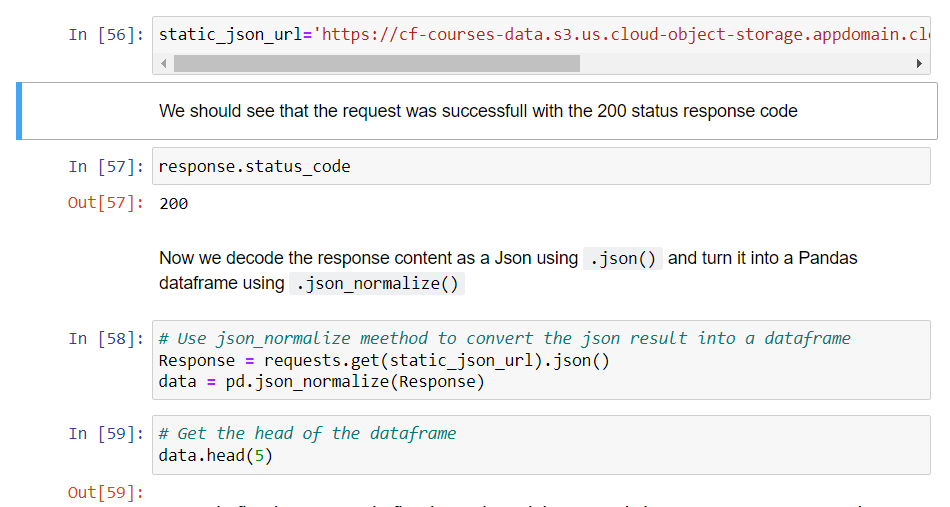 In [56]: static_json_url='https://cf-courses-data.s3.us.cloud-object-storage.appdomain.clo
We should see that the request was successfull with the 200 status response code
In [57]: response.status_code
Out[57]: 200
Now we decode the response content as a Json using .json() and turn it into a Pandas
dataframe using .json_normalize()
In [58]: # Use json_normalize meethod to convert the json result into a dataframe
Response = requests.get(static_json_url).json()
data = pd.json_normalize(Response)
In [59]: # Get the head of the dataframe
data.head(5)
Out[59]: